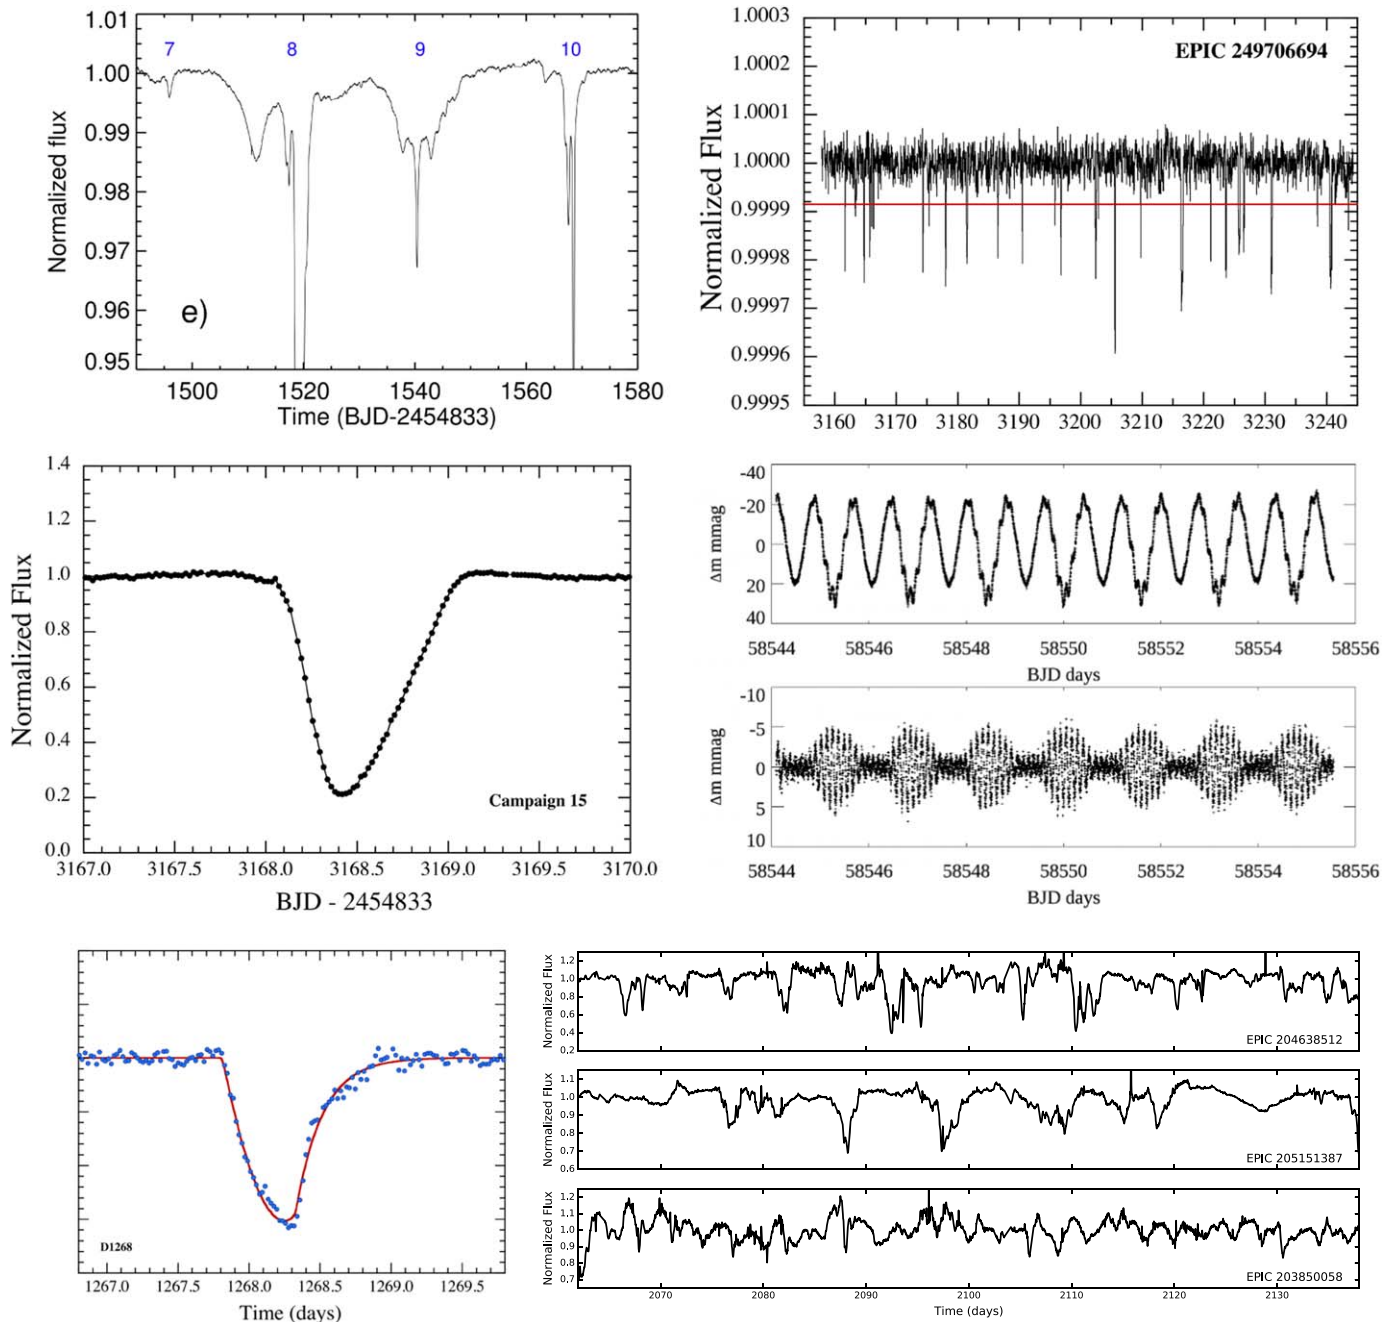 1.01
1.00
0.99
0.98
0.97
0.96
0.95
Normalized flux
7 8 9 10
e)
1500 1520 1540 1560 1580
Time (BJD-2454833)
1.0003
1.0002
1.0001
1.0000
0.9999
0.9998
0.9997
0.9996
0.9995
Normalized Flux
EPIC 249706694
3160 3170 3180 3190 3200 3210 3220 3230 3240
1.4
1.2
1.0
0.8
0.6
0.4
0.2
0.0
Normalized Flux
Campaign 15
3167.0 3167.5 3168.0 3168.5 3169.0 3169.5 3170.0
BJD - 2454833
-40
-20
0
20
40
Δm mmag
58544 58546 58548 58550 58552 58554 58556
BJD days
-10
-5
0
5
10
Δm mmag
58544 58546 58548 58550 58552 58554 58556
BJD days
D1268
1267.0 1267.5 1268.0 1268.5 1269.0 1269.5
Time (days)
1.2
1.0
0.8
0.6
0.4
0.2
Normalized Flux
EPIC 204638512
1.1
1.0
0.9
0.8
0.7
0.6
Normalized Flux
EPIC 205151387
1.2
1.1
1.0
0.9
0.8
0.7
Normalized Flux
EPIC 203850058
2070 2080 2090 2100 2110 2120 2130
Time (days)